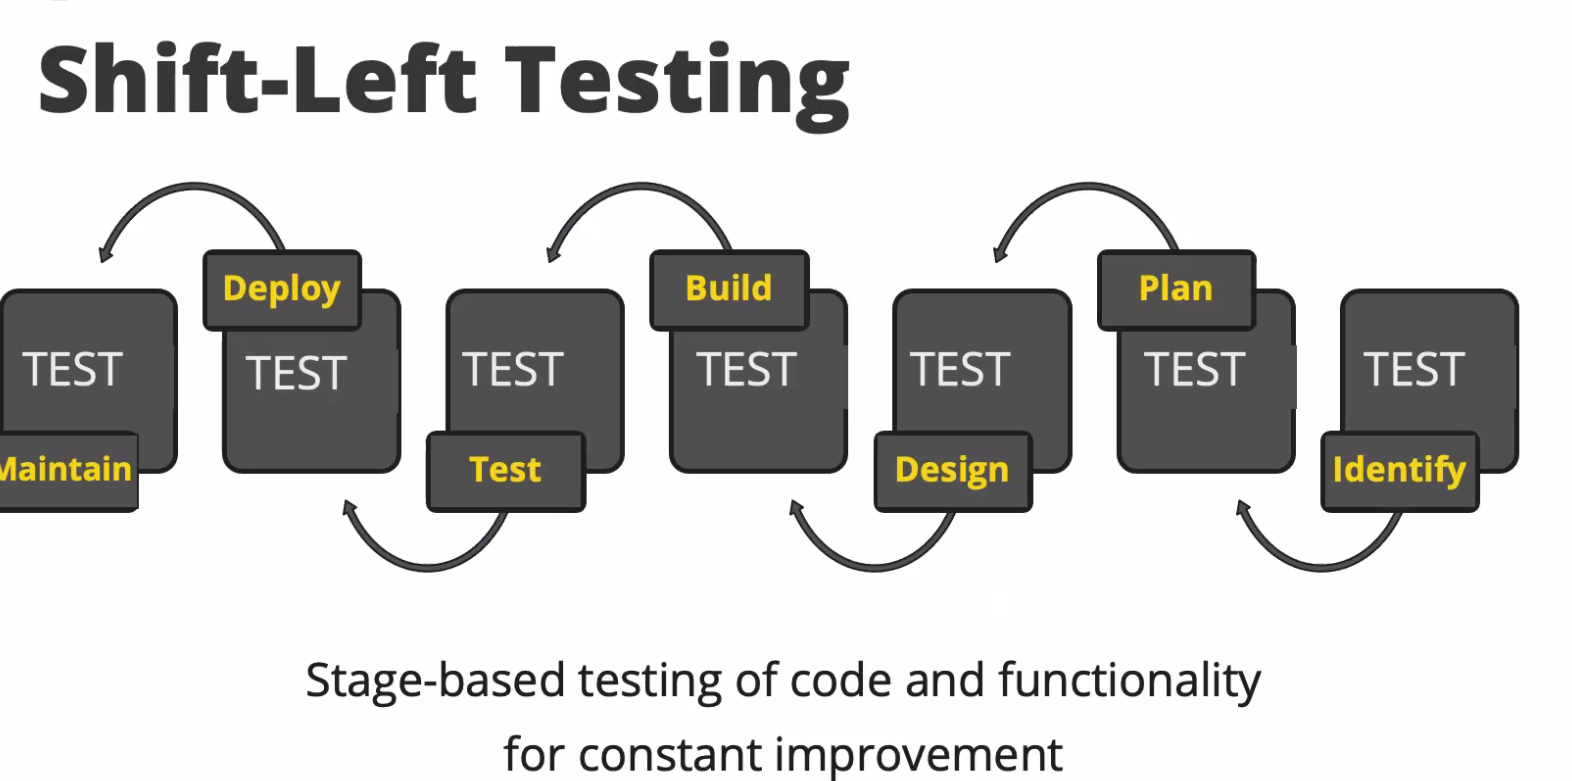 Shift-Left Testing
Deploy
Build
Plan
TEST
TEST
TEST
TEST
TEST
TEST
TEST
Maintain
Test
Design
Identify
Stage-based testing of code and functionality
for constant improvement